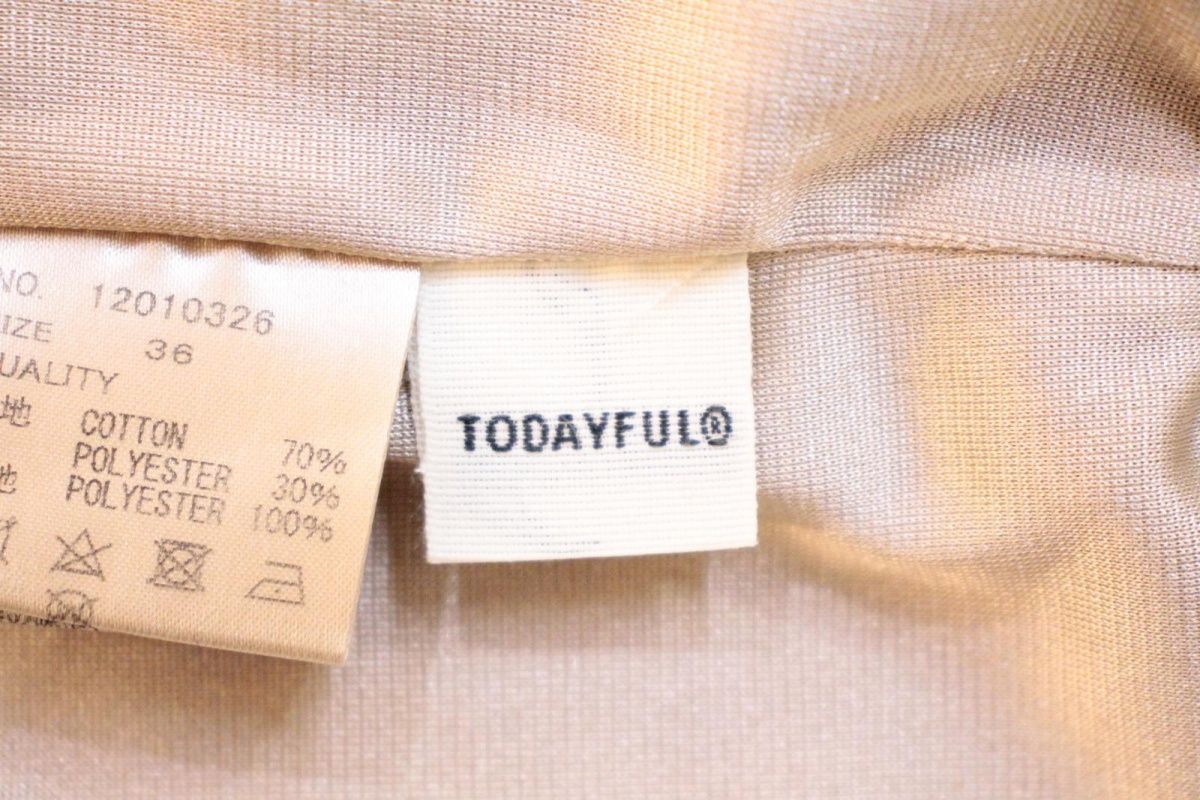 NO. 12010326
IZE 36
UALITY
地 COTTON 70%
POLYESTER 30%
地 POLYESTER 100%
TODAYFUL®